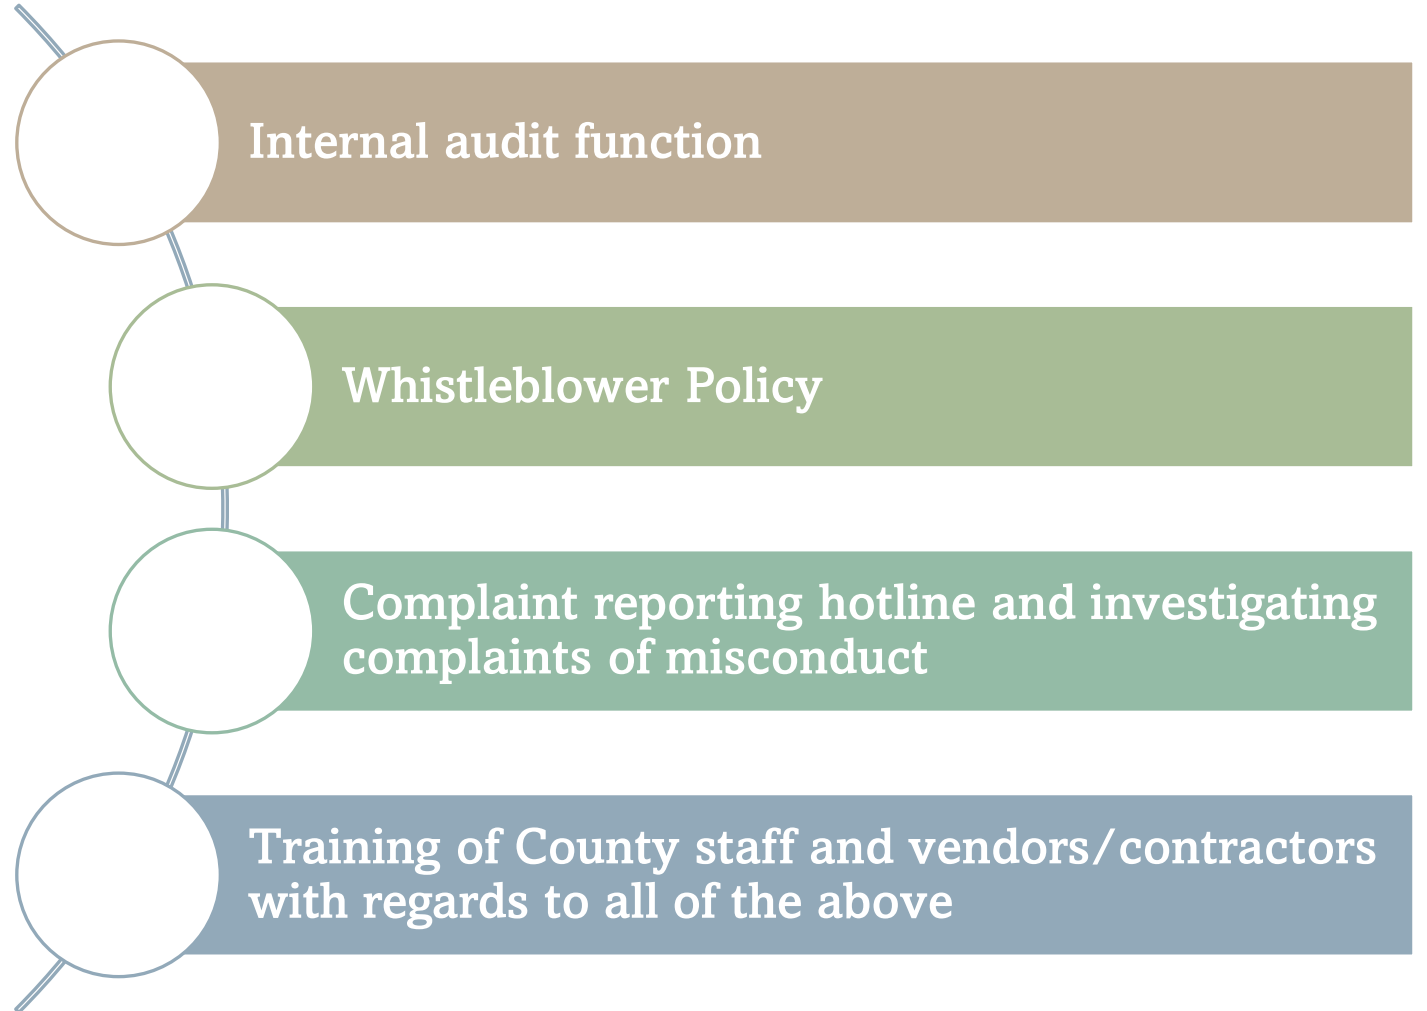 Internal audit function
Whistleblower Policy
Complaint reporting hotline and investigating
complaints of misconduct
Training of County staff and vendors/contractors
with regards to all of the above